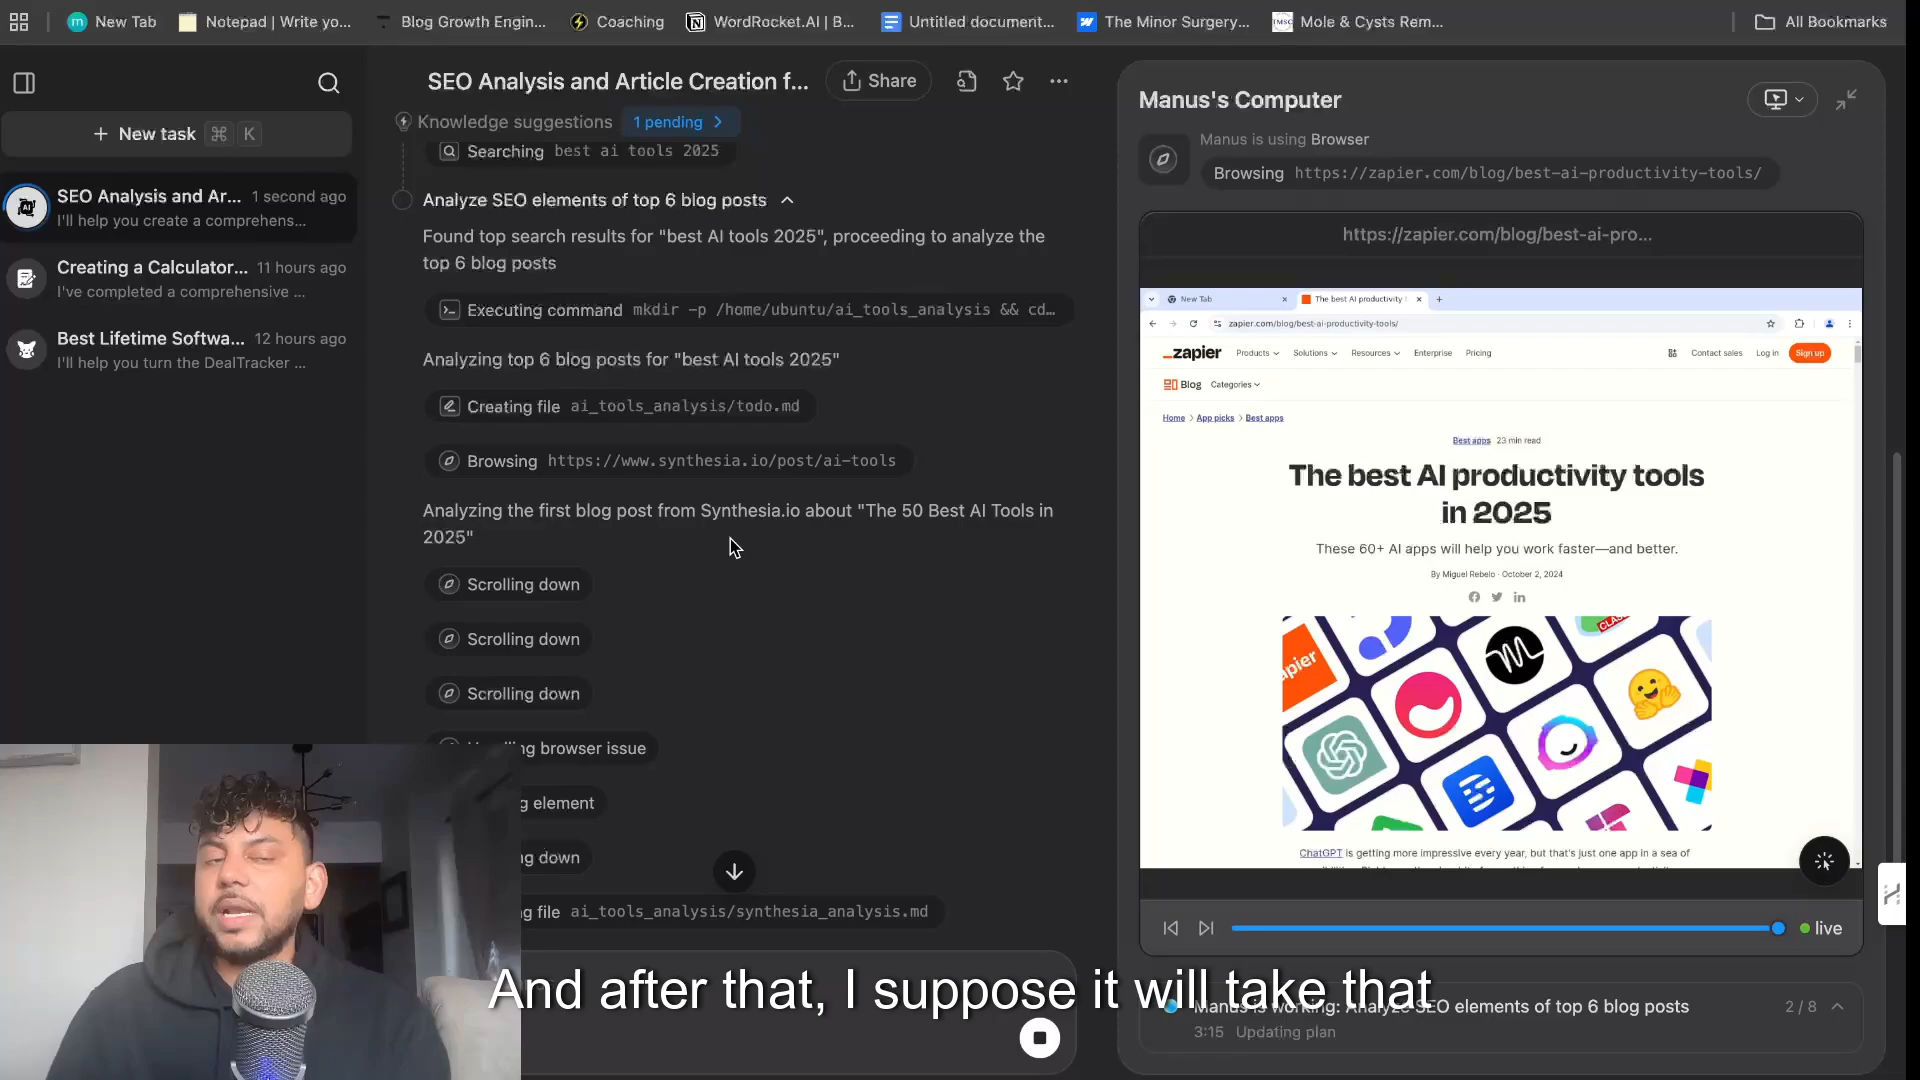 New Tab
Notepad | Write yo...
Blog Growth Engin...
Coaching
WordRocket.AI | B...
Untitled document...
The Minor Surgery...
Mole & Cysts Rem...
All Bookmarks
New task ⌘ K
SEO Analysis and Ar... 1 second ago
I'll help you create a comprehens...
Creating a Calculator... 11 hours ago
I've completed a comprehensive ...
Best Lifetime Softwa... 12 hours ago
I'll help you turn the DealTracker ...
SEO Analysis and Article Creation f...
Share
Knowledge suggestions 1 pending
Searching best ai tools 2025
Analyze SEO elements of top 6 blog posts
Found top search results for "best AI tools 2025", proceeding to analyze the
top 6 blog posts
Executing command mkdir -p /home/ubuntu/ai_tools_analysis && cd…
Analyzing top 6 blog posts for "best AI tools 2025"
Creating file ai_tools_analysis/todo.md
Browsing https://www.synthesia.io/post/ai-tools
Analyzing the first blog post from Synthesia.io about "The 50 Best AI Tools in
2025"
Scrolling down
Scrolling down
Scrolling down
browser issue
element
down
file ai_tools_analysis/synthesia_analysis.md
Manus's Computer
Manus is using Browser
Browsing https://zapier.com/blog/best-ai-productivity-tools/
https://zapier.com/blog/best-ai-pro...
New Tab
The best AI productivity
zapier.com/blog/best-ai-productivity-tools/
zapier
Products
Solutions
Resources
Enterprise
Pricing
Contact sales
Log in
Sign up
Blog
Categories
Home > App picks > Best apps
Best apps 23 min read
The best AI productivity tools
in 2025
These 60+ AI apps will help you work faster—and better.
By Miguel Rebelo · October 2, 2024
zapier
ChatGPT is getting more impressive every year, but that's just one app in a sea of
live
Manus is working: Analyze SEO elements of top 6 blog posts 2 / 8
3:15 Updating plan
And after that, I suppose it will take that